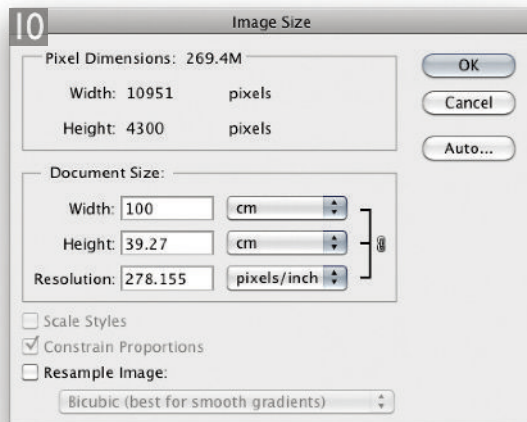 10
Image Size
Pixel Dimensions: 269.4M
Width: 10951 pixels
Height: 4300 pixels
OK
Cancel
Auto...
Document Size:
Width: 100 cm
Height: 39.27 cm
Resolution: 278.155 pixels/inch
Scale Styles
Constrain Proportions
Resample Image:
Bicubic (best for smooth gradients)